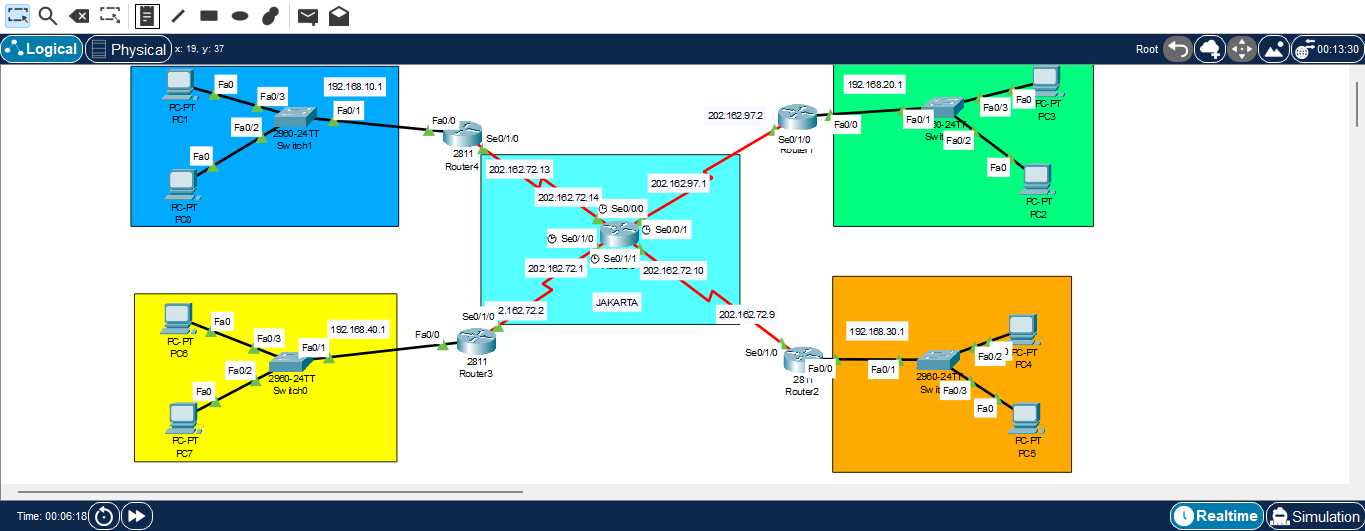 Logical
Physical
x: 19, y: 37
Root
00:13:30
PC-PT
PC1
Fa0
Fa0/3
192.168.10.1
Fa0/1
Fa0/2
2960-24TT
Switch1
Fa0
PC-PT
PC0
Fa0/0
2811
Router4
Se0/1/0
202.162.72.13
202.162.72.14
202.162.97.2
Se0/1/0
Fa0/0
192.168.20.1
Fa0/1
Fa0/3
Fa0
PC-PT
PC3
Fa0/2
Fa0
PC-PT
PC2
202.162.97.1
Se0/0/0
Se0/0/1
Se0/1/0
Se0/1/1
202.162.72.1
202.162.72.10
JAKARTA
2.162.72.2
202.162.72.9
Se0/1/0
Fa0/0
2811
Router3
PC-PT
PC6
Fa0
Fa0/3
192.168.40.1
Fa0/1
Fa0/2
2960-24TT
Switch0
Fa0
PC-PT
PC7
Se0/1/0
2811
Router2
Fa0/0
192.168.30.1
Fa0/1
2960-24TT
Fa0/2
PC-PT
PC4
Fa0/3
Fa0
PC-PT
PC5
Time: 00:06:18
Realtime
Simulation